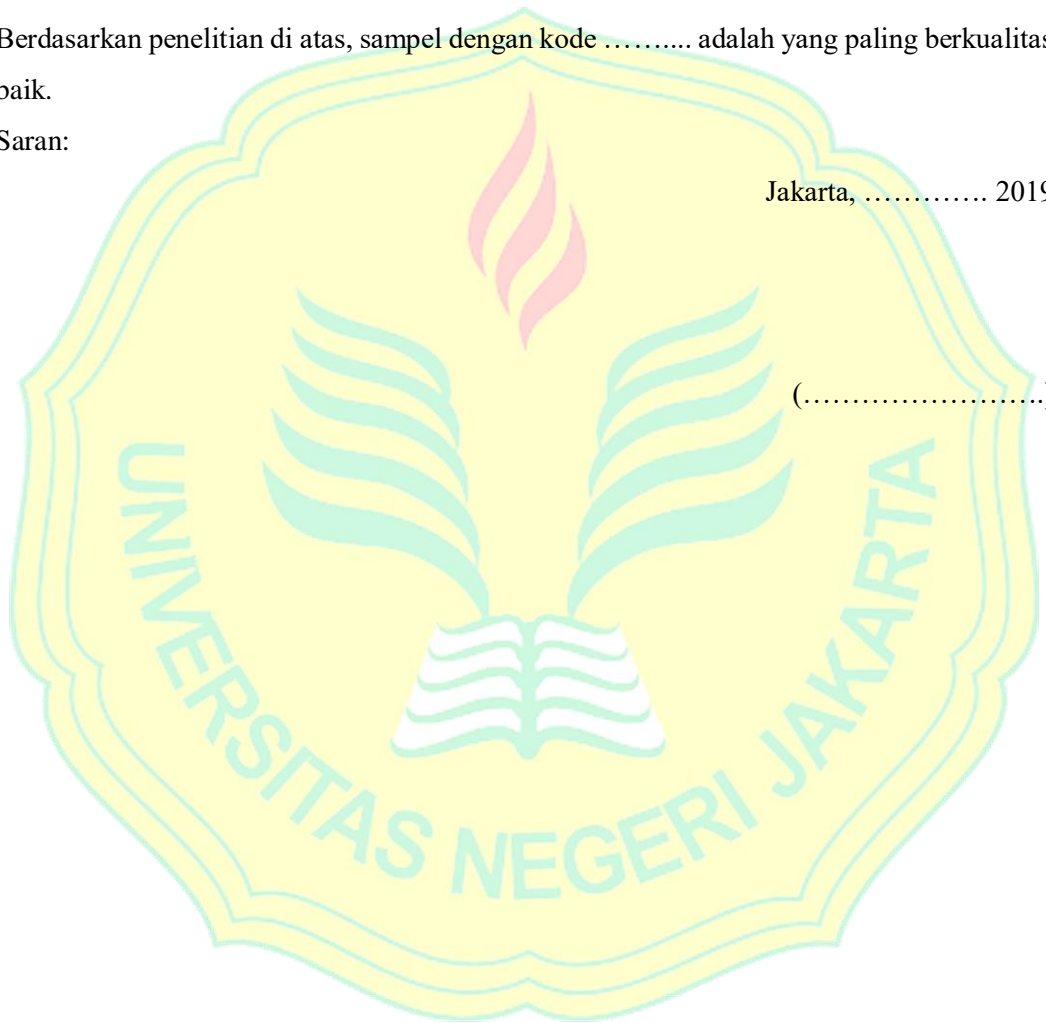 Berdasarkan penelitian di atas, sampel dengan kode ……... adalah yang paling berkualitas
baik.
Saran:
Jakarta, …………. 2019
(…………………….)
UNIVERSITAS NEGERI JAKARTA